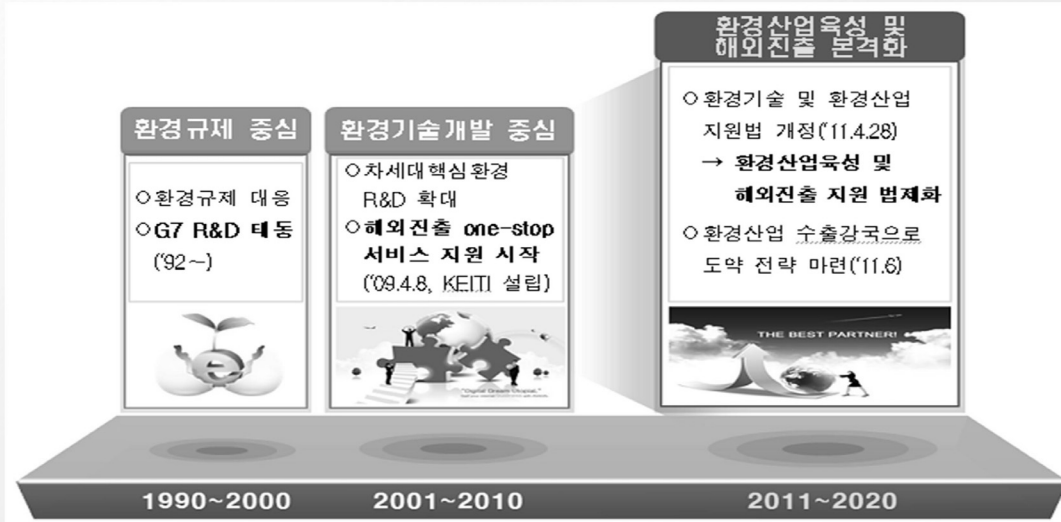 환경규제 중심
○환경규제 대응
○G7 R&D 태동
('92~)
환경기술개발 중심
○차세대핵심환경
R&D 확대
○해외진출 one-stop
서비스 지원 시작
('09.4.8, KEITI 설립)
"Digital Dream Utopia!,"
환경산업육성 및
해외진출 본격화
○환경기술 및 환경산업
지원법 개정('11.4.28)
→ 환경산업육성 및
해외진출 지원 법제화
○환경산업 수출강국으로
도약 전략 마련('11.6)
THE BEST PARTNER!
1990~2000
2001~2010
2011~2020